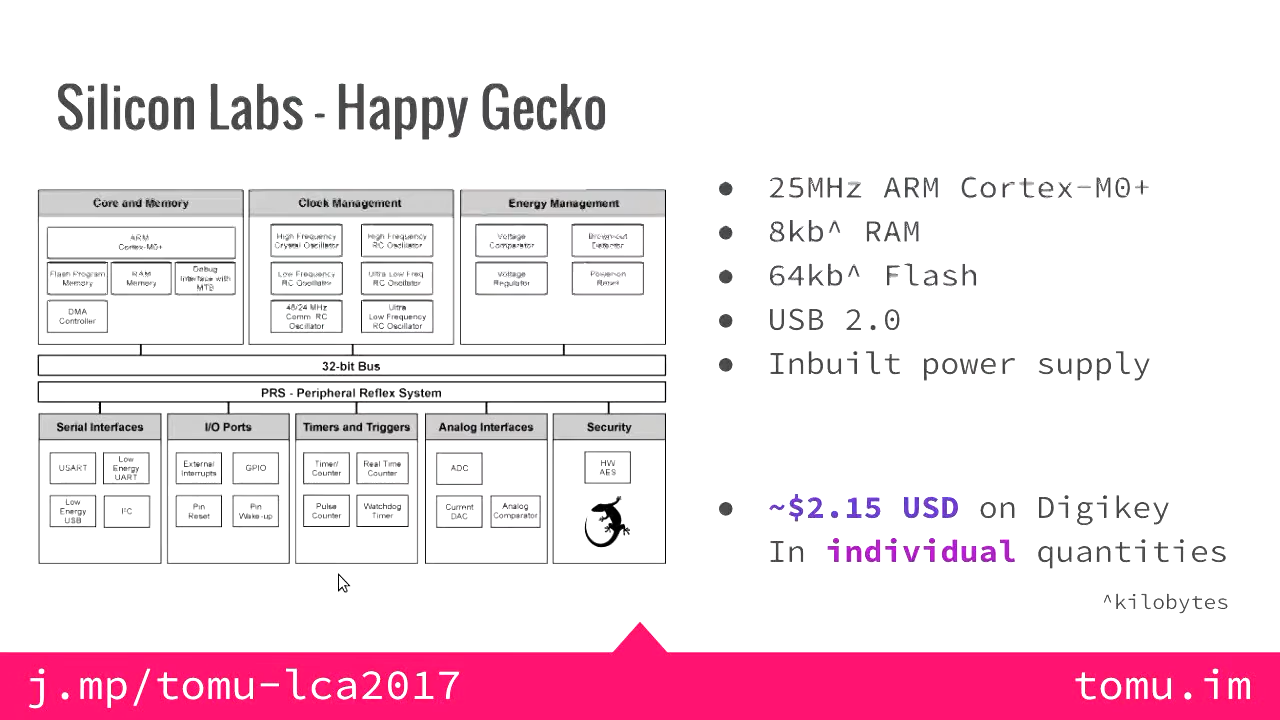 Silicon Labs - Happy Gecko
Core and Memory
ARM
Cortex-M0+
Flash Program
Memory
RAM
Memory
Debug
Interface with
MTB
DMA
Controller
Clock Management
High Frequency
Crystal Oscillator
High Frequency
RC Oscillator
Low Frequency
RC Oscillator
Ultra Low Freq
RC Oscillator
48/24 MHz
Comm. RC
Oscillator
Ultra
Low Frequency
RC Oscillator
Energy Management
Voltage
Comparator
Brown-out
Detector
Voltage
Regulator
Power-on
Reset
32-bit Bus
PRS - Peripheral Reflex System
Serial Interfaces
USART
Low
Energy
UART
Low
Energy
USB
I²C
I/O Ports
External
Interrupts
GPIO
Pin
Reset
Pin
Wake-up
Timers and Triggers
Timer/
Counter
Real Time
Counter
Pulse
Counter
Watchdog
Timer
Analog Interfaces
ADC
Current
DAC
Analog
Comparator
Security
HW
AES
● 25MHz ARM Cortex-M0+
● 8kb^ RAM
● 64kb^ Flash
● USB 2.0
● Inbuilt power supply
● ~$2.15 USD on Digikey
In individual quantities
^kilobytes
j.mp/tomu-lca2017
tomu.im